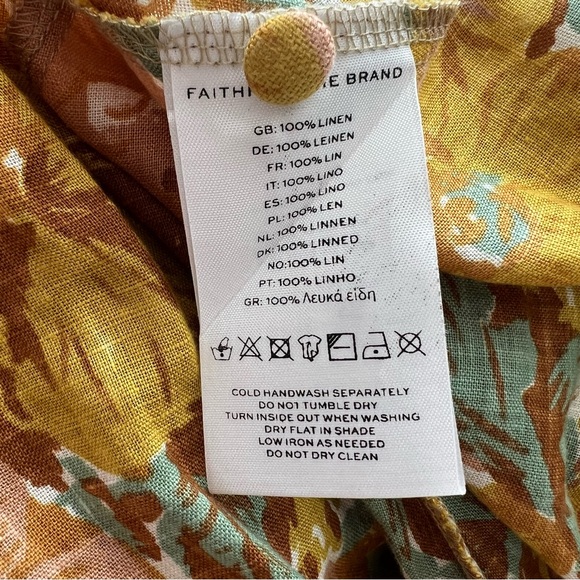 FAITHF THE BRAND
GB: 100% LINEN
DE: 100% LEINEN
FR: 100% LIN
IT: 100% LINO
ES: 100% LINO
PL: 100% LEN
NL: 100% LINNEN
DK: 100% LINNED
NO:100% LIN
PT: 100% LINHO
GR: 100% Λευκά είδη
COLD HANDWASH SEPARATELY
DO NOT TUMBLE DRY
TURN INSIDE OUT WHEN WASHING
DRY FLAT IN SHADE
LOW IRON AS NEEDED
DO NOT DRY CLEAN